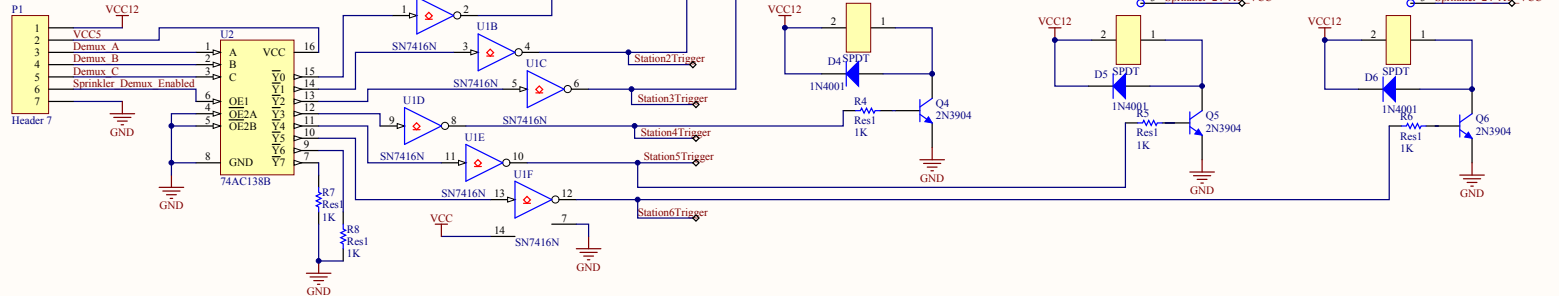 P1
VCC12
1
2
3
4
5
6
7
VCC5
Demux_A
Demux_B
Demux_C
Sprinkler_Demux_Enabled
GND
Header 7
U2
1 A VCC 16
2 B
3 C Y0 15
Y1 14
6 OE1 Y2 13
4 OE2A Y3 12
5 OE2B Y4 11
Y5 10
Y6 9
8 GND Y7 7
74AC138B
GND
R7
Res1
1K
R8
Res1
1K
GND
1 2
U1B
SN7416N 3 4
Station2Trigger
U1C
SN7416N 5 6
Station3Trigger
U1D
9 8 SN7416N
Station4Trigger
U1E
SN7416N 11 10
Station5Trigger
U1F
SN7416N 13 12
Station6Trigger
VCC
14 SN7416N 7
GND
VCC12
2 1
SPDT
D4
1N4001
R4
Res1
1K
Q4
2N3904
GND
VCC12
2 1
SPDT
D5
1N4001
R5
Res1
1K
Q5
2N3904
GND
VCC12
2 1
SPDT
D6
1N4001
R6
Res1
1K
Q6
2N3904
GND